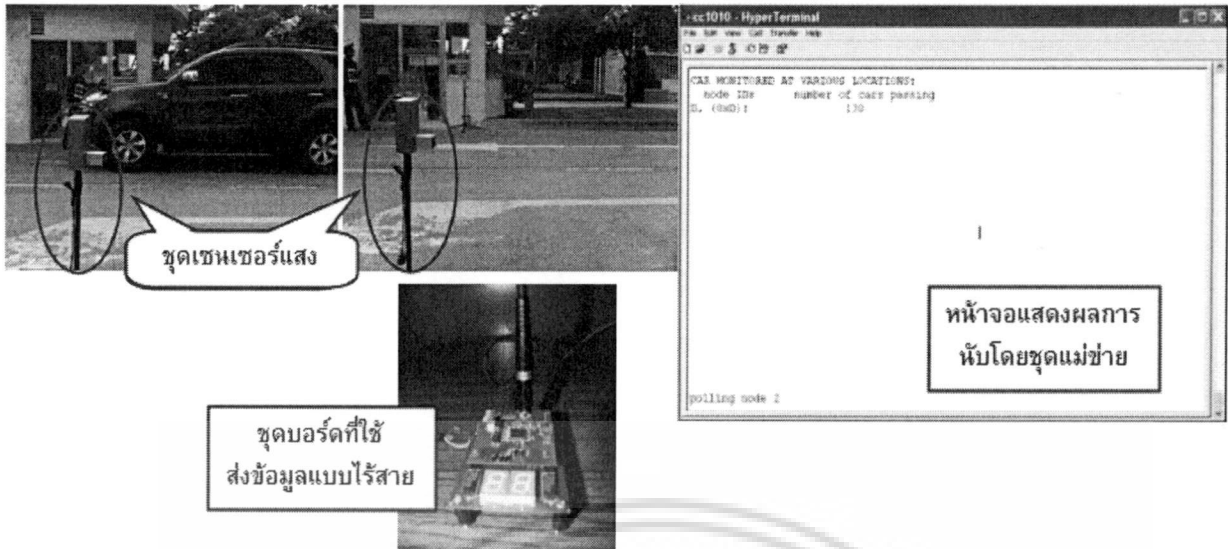 cc1010 - HyperTerminal
File Edit View Call Transfer Help
CAR MONITORED AT VARIOUS LOCATIONS:
node IDs number of cars passing
130
polling node 2
ชุดเซนเซอร์แสง
หน้าจอแสดงผลการ
นับโดยชุดแม่ข่าย
ชุดบอร์ดที่ใช้
ส่งข้อมูลแบบไร้สาย